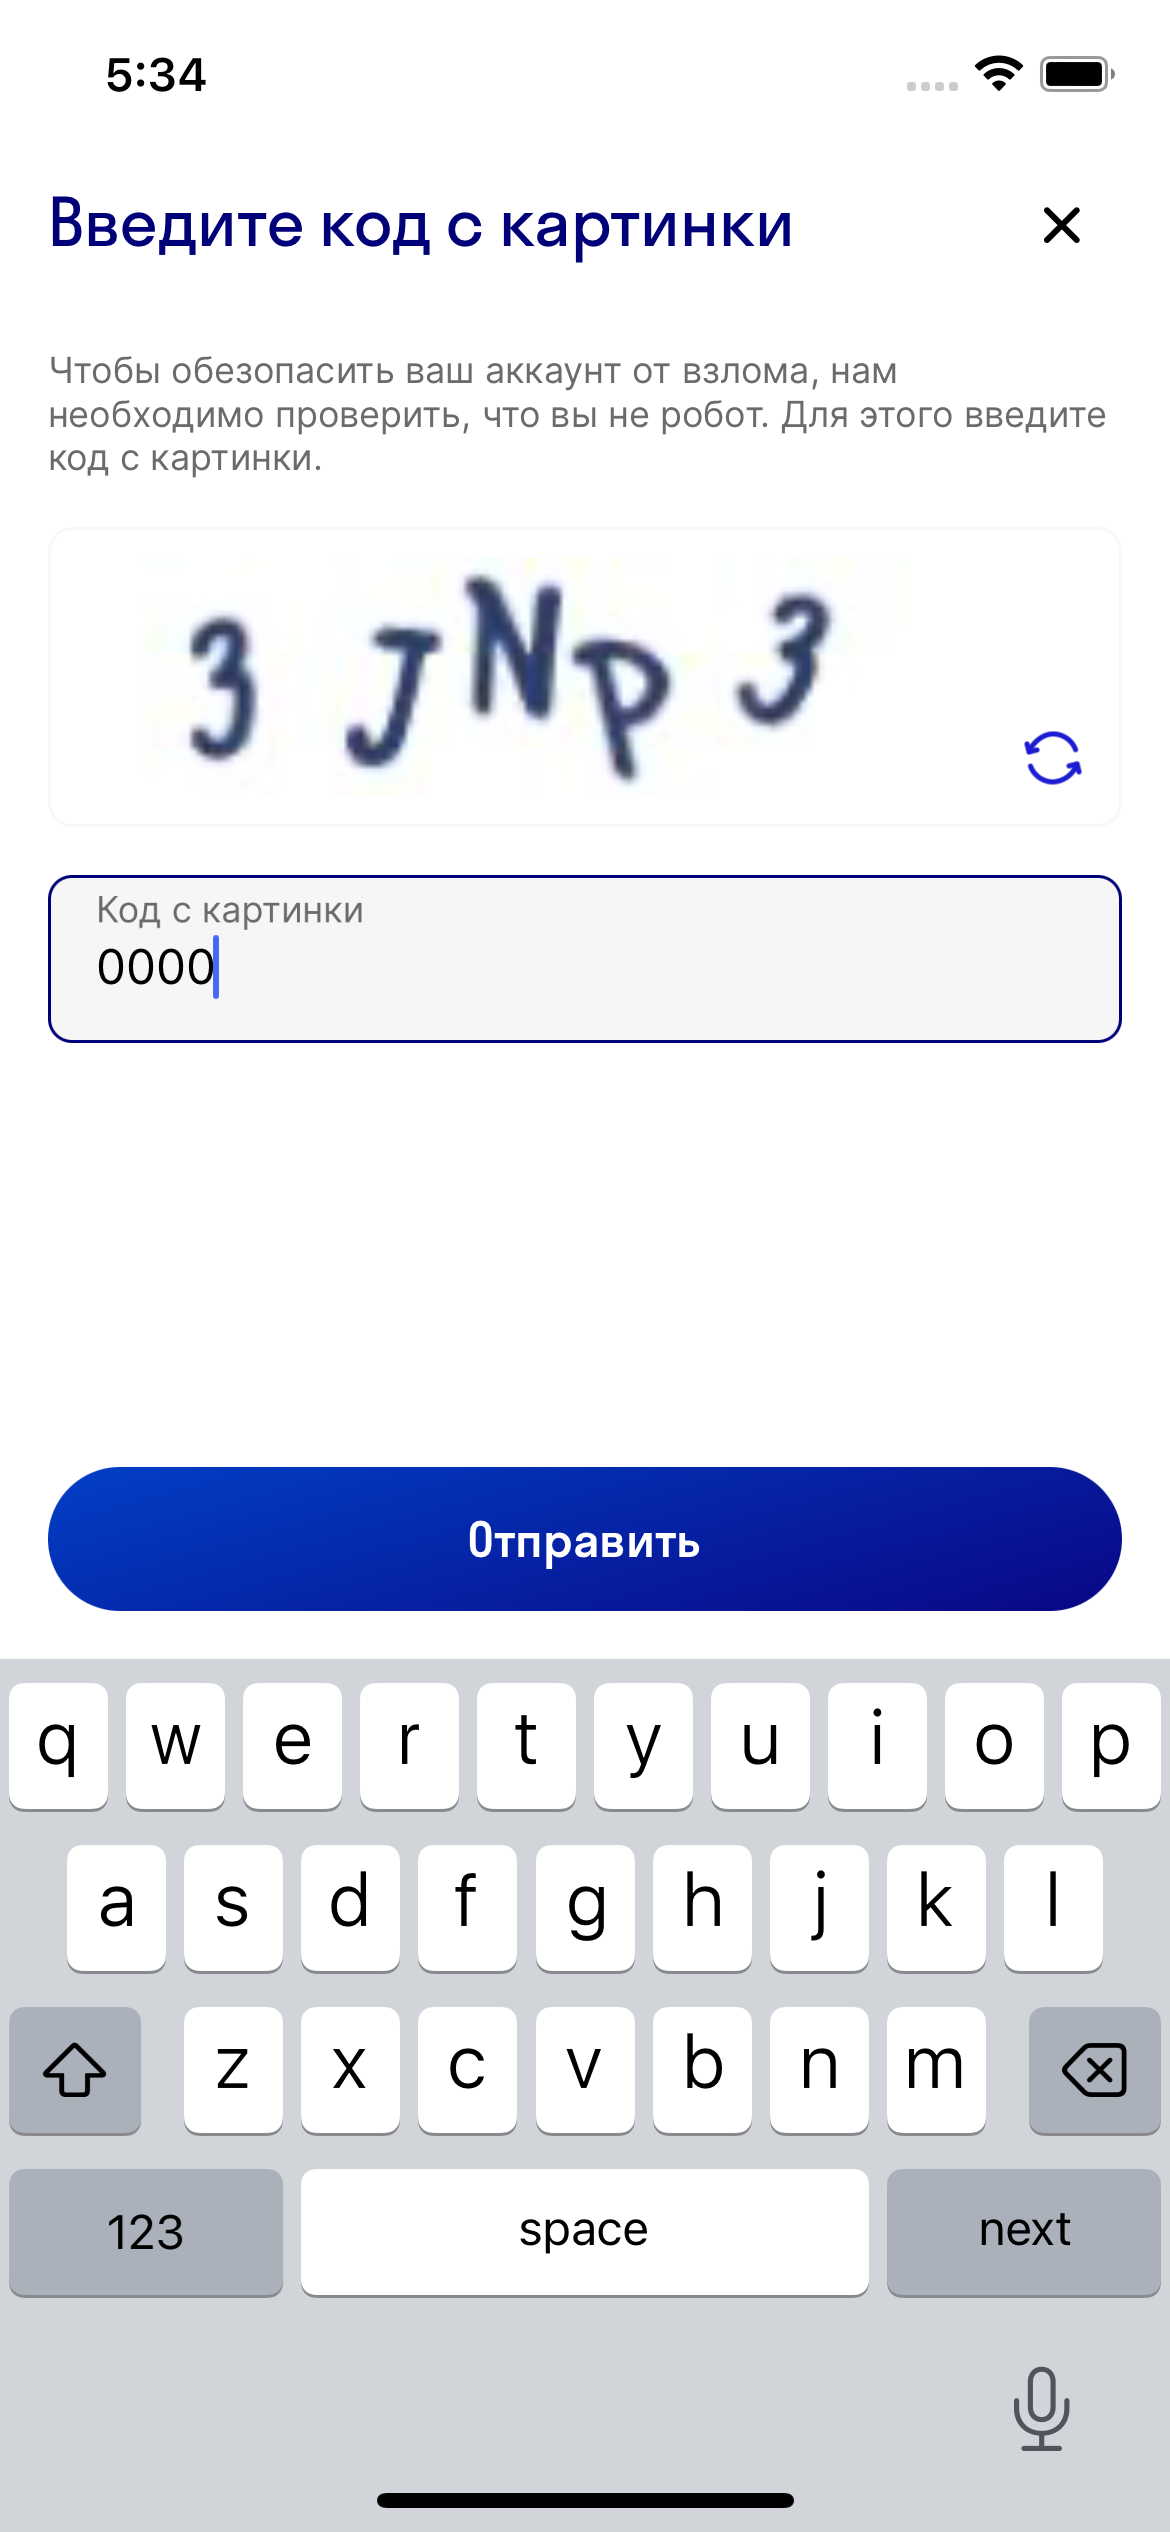 5:34
Введите код с картинки
Чтобы обезопасить ваш аккаунт от взлома, нам
необходимо проверить, что вы не робот. Для этого введите
код с картинки.
3 J N P 3
Код с картинки
0000
Отправить
q w e r t y u i o p
a s d f g h j k l
z x c v b n m
123 space next